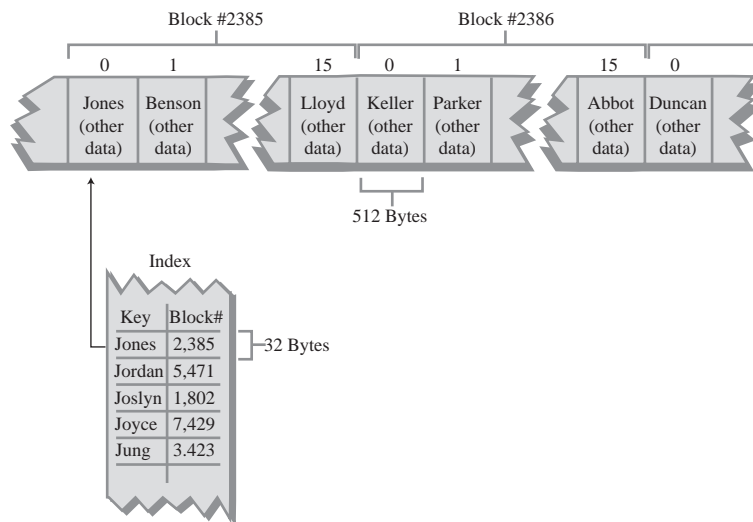 Block #2385 Block #2386
0 1 15 0 1 15 0
Jones Benson Lloyd Keller Parker Abbot Duncan
(other (other (other (other (other (other (other
data) data) data) data) data) data) data)
512 Bytes
Index
Key Block#
Jones 2,385 32 Bytes
Jordan 5,471
Joslyn 1,802
Joyce 7,429
Jung 3.423